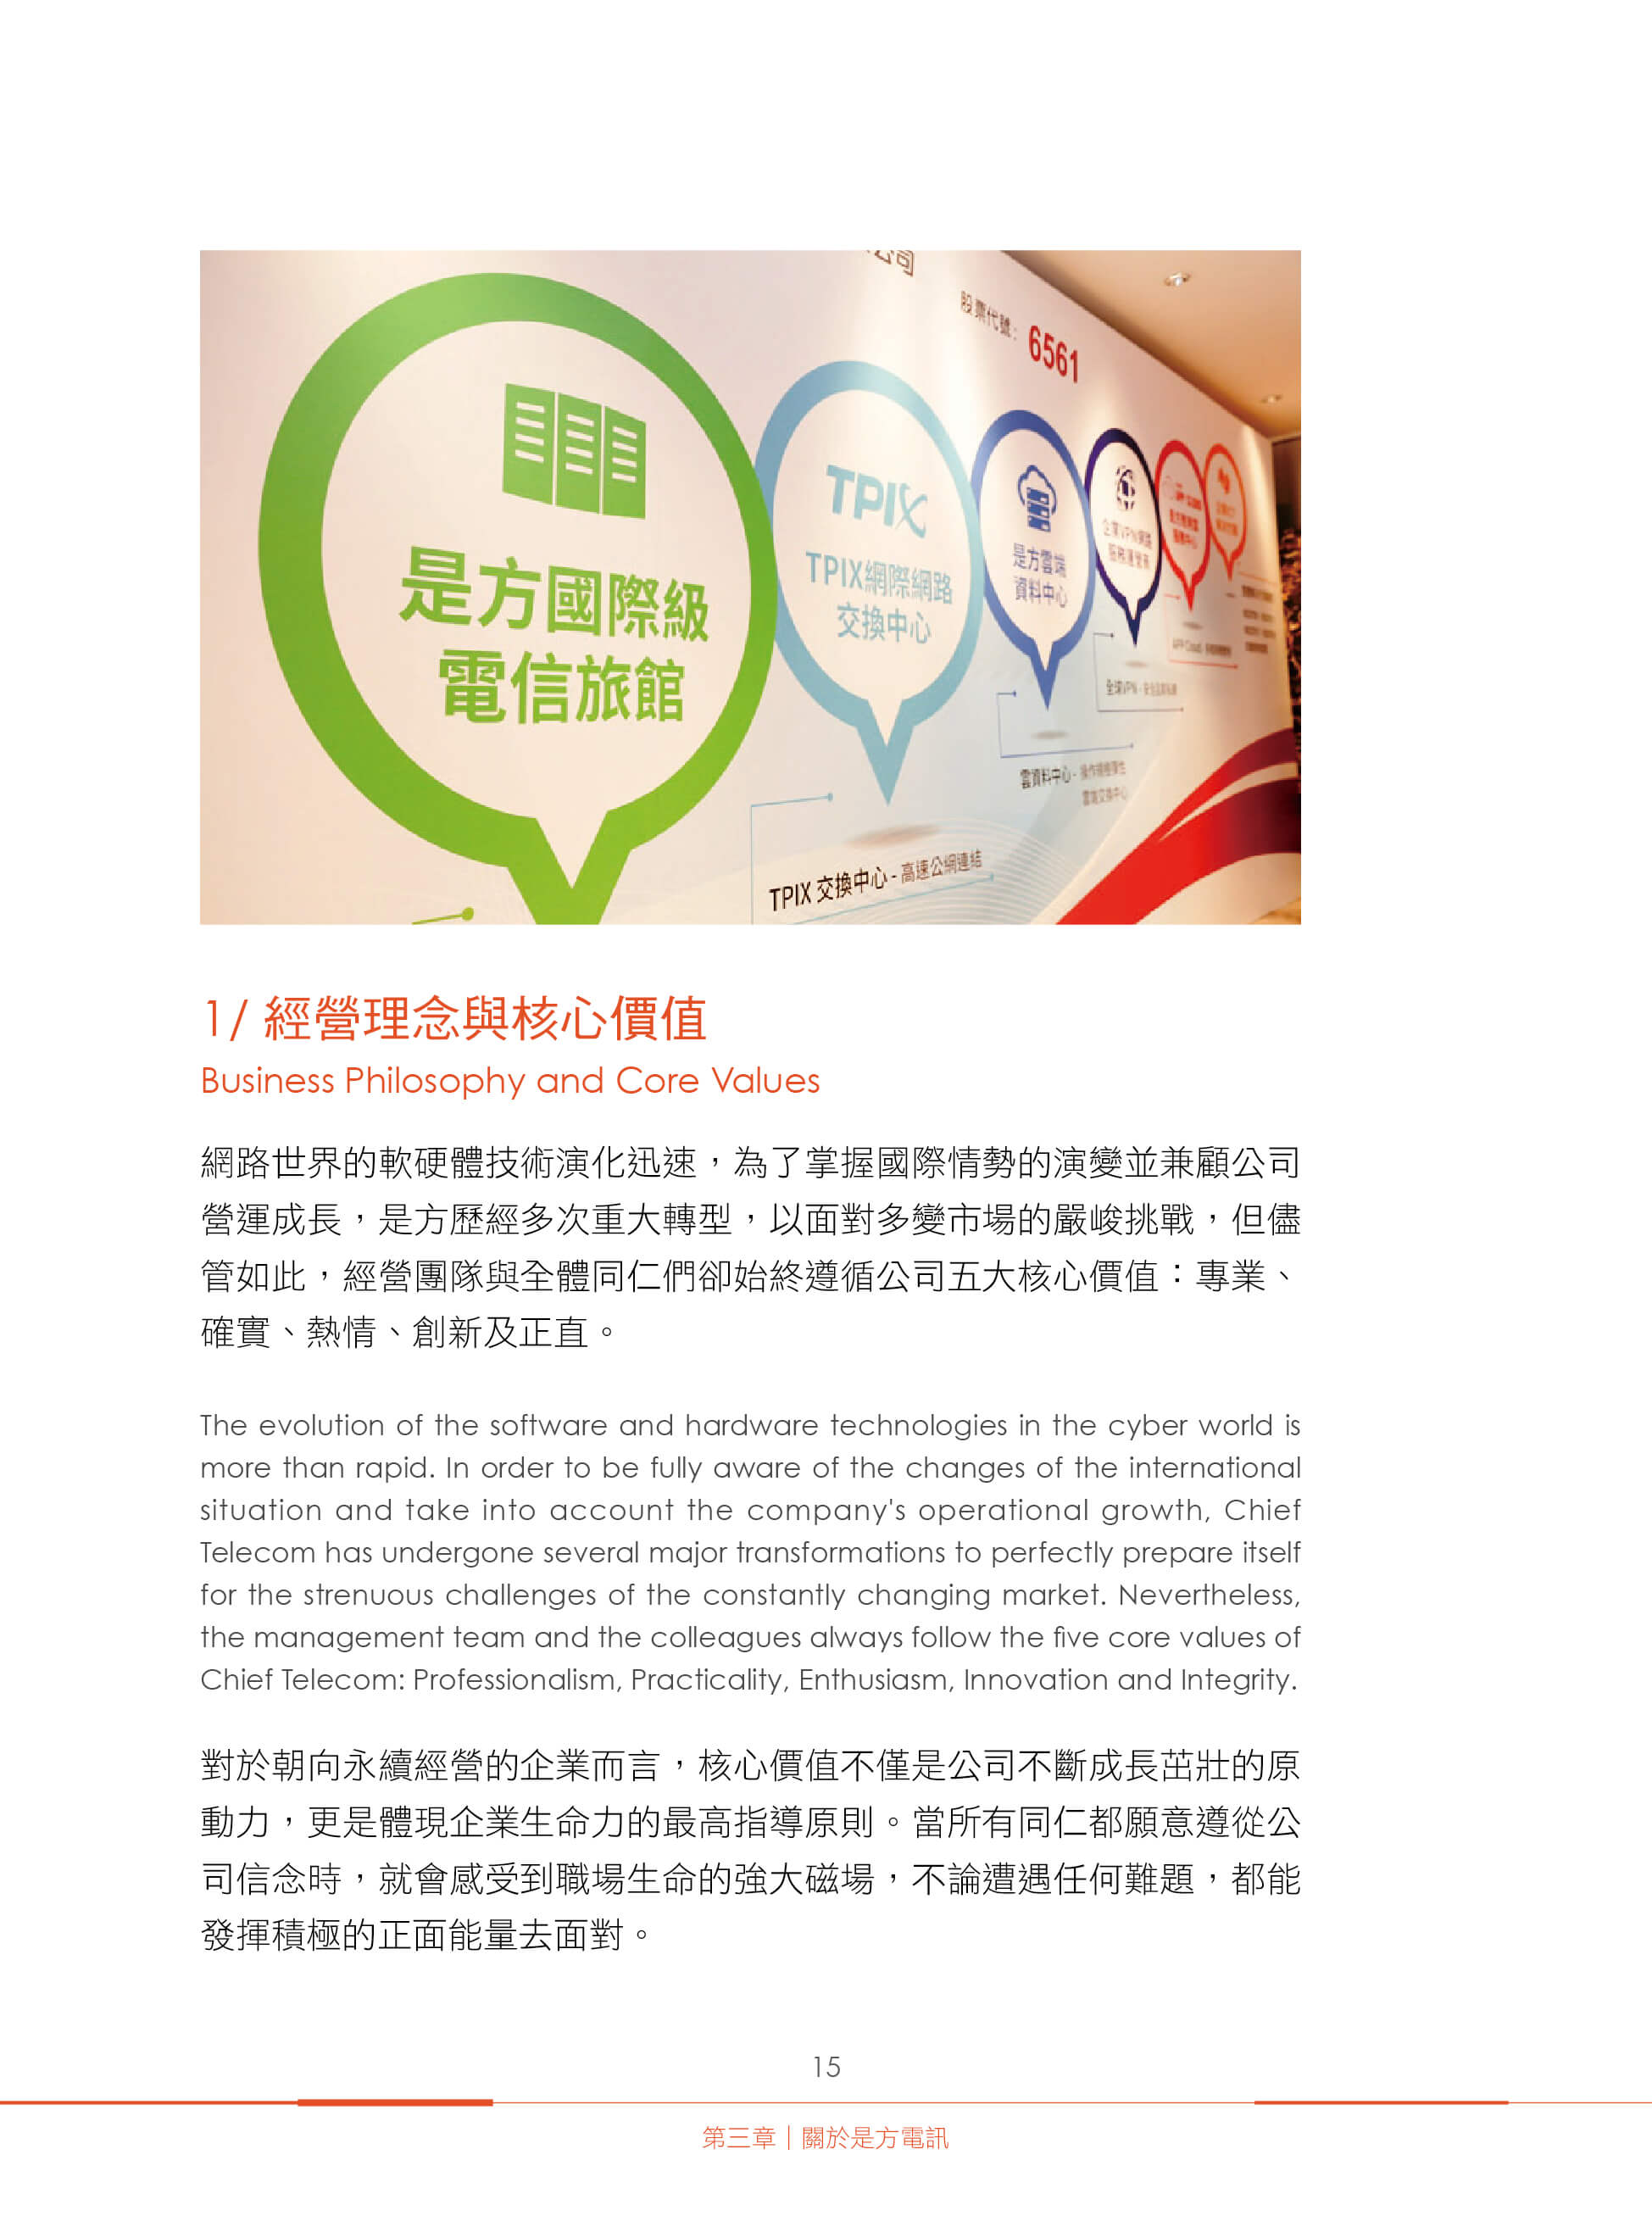 公司
股票代號: 6561
是方國際級
電信旅館
TPIX
TPIX網際網路
交換中心
是方雲端
資料中心
企業VPN網路
TPIX 交換中心 - 高速公網連結
雲資料中心 -
雲端交換中心
全球VPN -
1/ 經營理念與核心價值
Business Philosophy and Core Values
網路世界的軟硬體技術演化迅速，為了掌握國際情勢的演變並兼顧公司
營運成長，是方歷經多次重大轉型，以面對多變市場的嚴峻挑戰，但儘
管如此，經營團隊與全體同仁們卻始終遵循公司五大核心價值：專業、
確實、熱情、創新及正直。
The evolution of the software and hardware technologies in the cyber world is
more than rapid. In order to be fully aware of the changes of the international
situation and take into account the company's operational growth, Chief
Telecom has undergone several major transformations to perfectly prepare itself
for the strenuous challenges of the constantly changing market. Nevertheless,
the management team and the colleagues always follow the five core values of
Chief Telecom: Professionalism, Practicality, Enthusiasm, Innovation and Integrity.
對於朝向永續經營的企業而言，核心價值不僅是公司不斷成長茁壯的原
動力，更是體現企業生命力的最高指導原則。當所有同仁都願意遵從公
司信念時，就會感受到職場生命的強大磁場，不論遭遇任何難題，都能
發揮積極的正面能量去面對。
15
第三章｜關於是方電訊